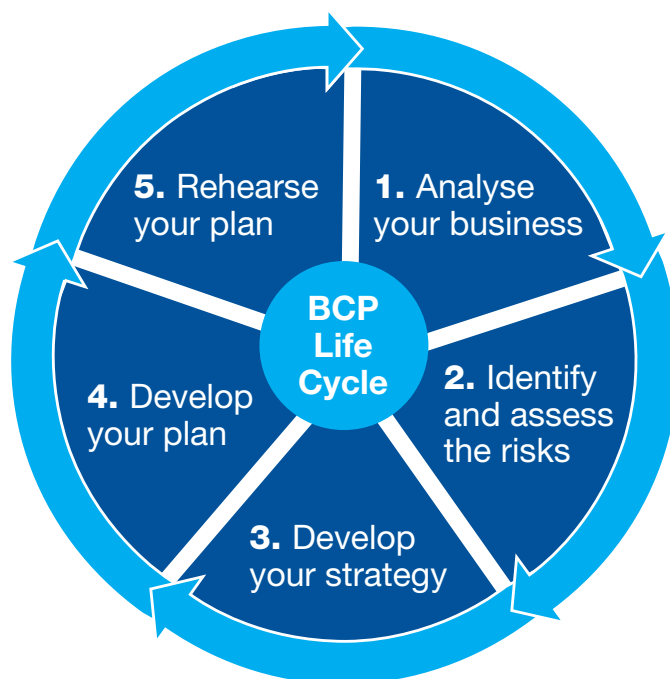 BCP
Life
Cycle
1. Analyse
your business
2. Identify
and assess
the risks
3. Develop
your strategy
4. Develop
your plan
5. Rehearse
your plan